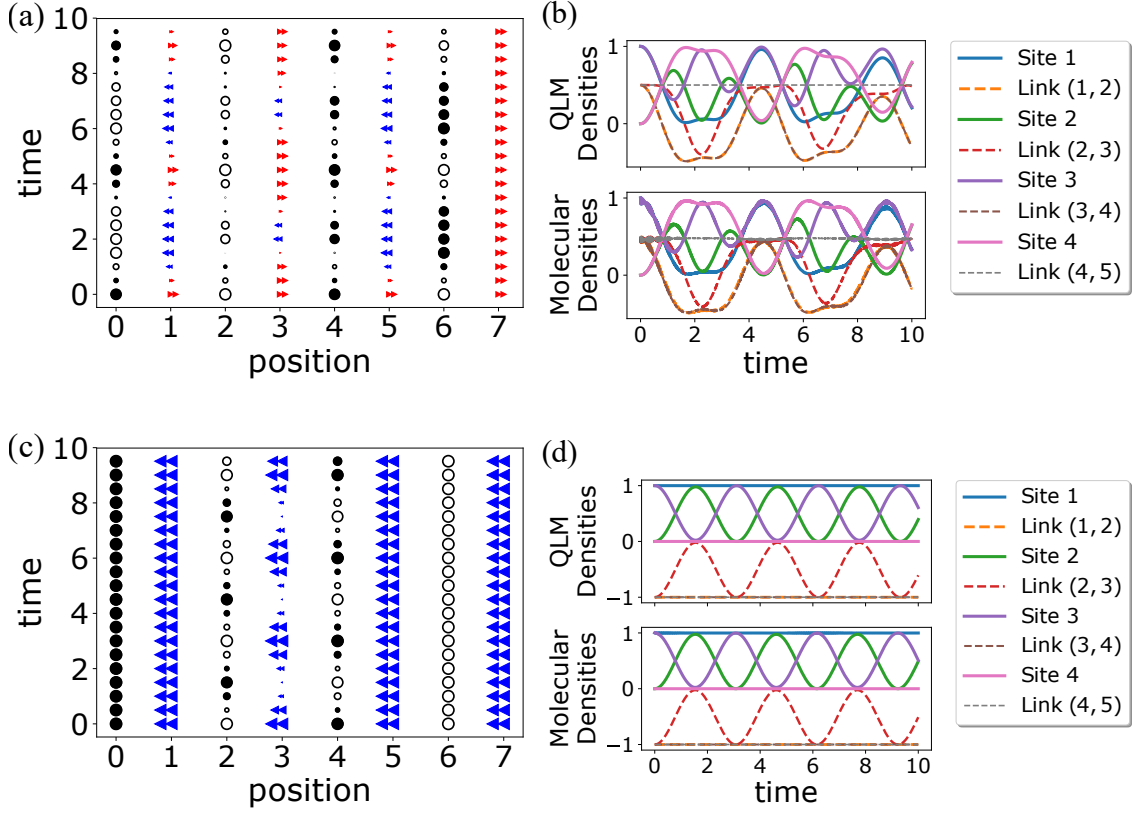 (a)
10
8
6
4
2
0
time
0 1 2 3 4 5 6 7
position
(b)
1
0
QLM
Densities
1
0
Molecular
Densities
0 2 4 6 8 10
time
Site 1
Link (1, 2)
Site 2
Link (2, 3)
Site 3
Link (3, 4)
Site 4
Link (4, 5)
(c)
10
8
6
4
2
0
time
0 1 2 3 4 5 6 7
position
(d)
1
0
−1
QLM
Densities
1
0
−1
Molecular
Densities
0 2 4 6 8 10
time
Site 1
Link (1, 2)
Site 2
Link (2, 3)
Site 3
Link (3, 4)
Site 4
Link (4, 5)